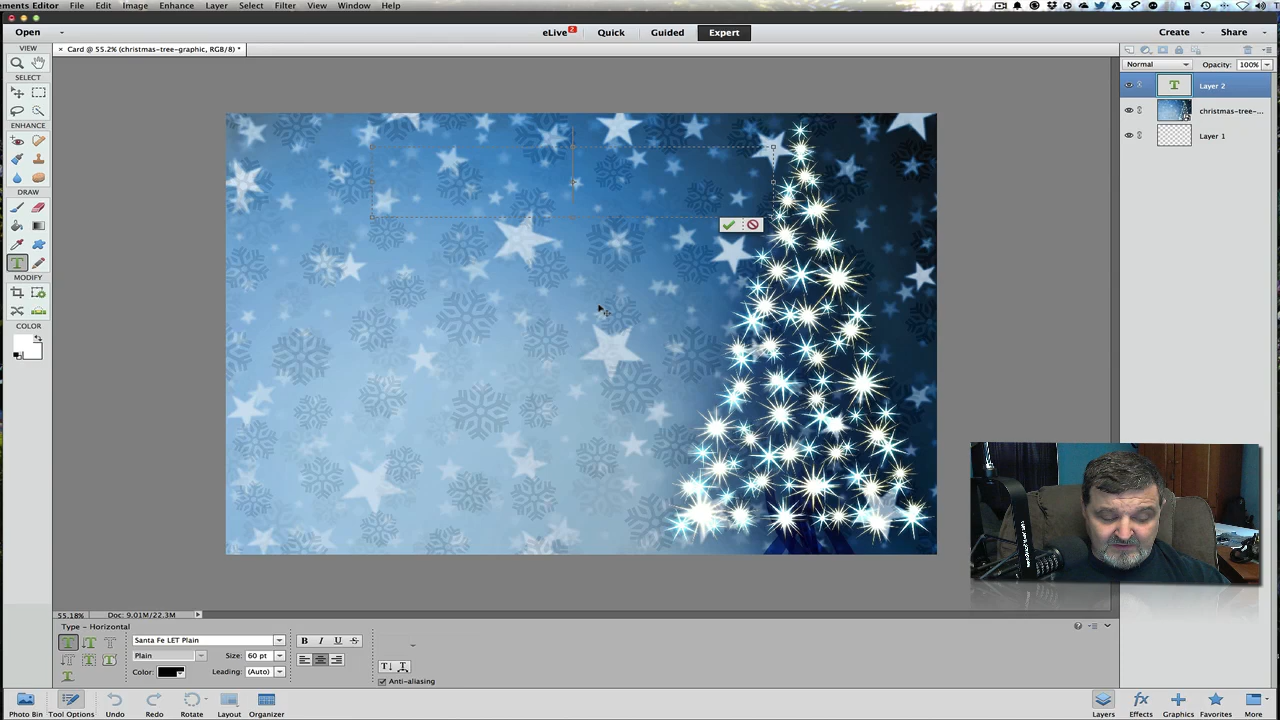 ements Editor File Edit Image Enhance Layer Select Filter View Window Help
Open eLive 2 Quick Guided Expert Create Share
× Card @ 55.2% (christmas-tree-graphic, RGB/8) *
VIEW
SELECT
ENHANCE
DRAW
MODIFY
COLOR
Normal Opacity: 100%
Layer 2
christmas-tree-...
Layer 1
55.18% Doc: 9.01M/22.3M
Type - Horizontal
Santa Fe LET Plain
Plain Size: 60 pt
Color: Leading: (Auto)
Anti-aliasing
Photo Bin Tool Options Undo Redo Rotate Layout Organizer Layers Effects Graphics Favorites More